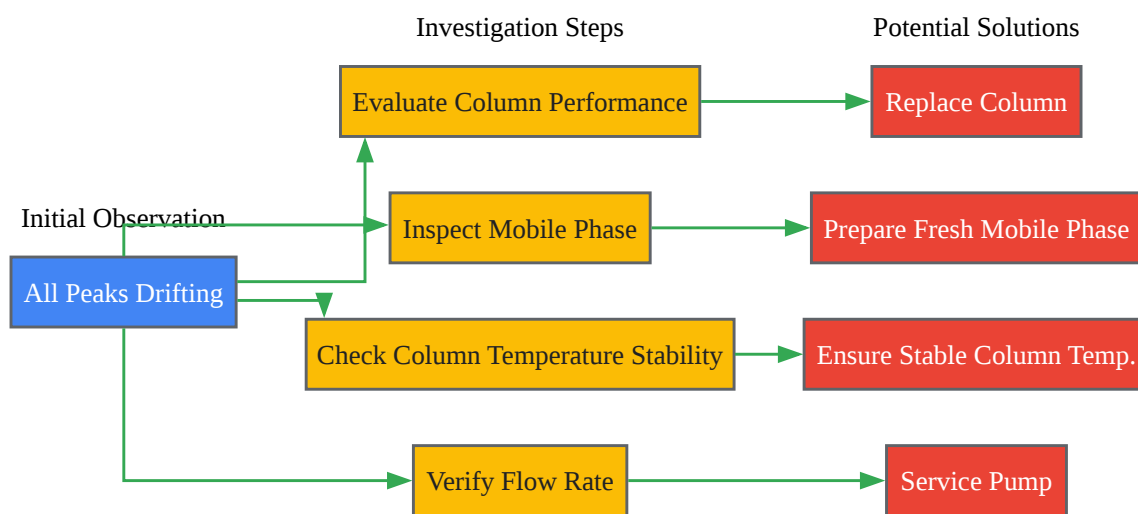 Investigation Steps
Potential Solutions
Evaluate Column Performance
Replace Column
Initial Observation
Inspect Mobile Phase
Prepare Fresh Mobile Phase
All Peaks Drifting
Check Column Temperature Stability
Ensure Stable Column Temp.
Verify Flow Rate
Service Pump